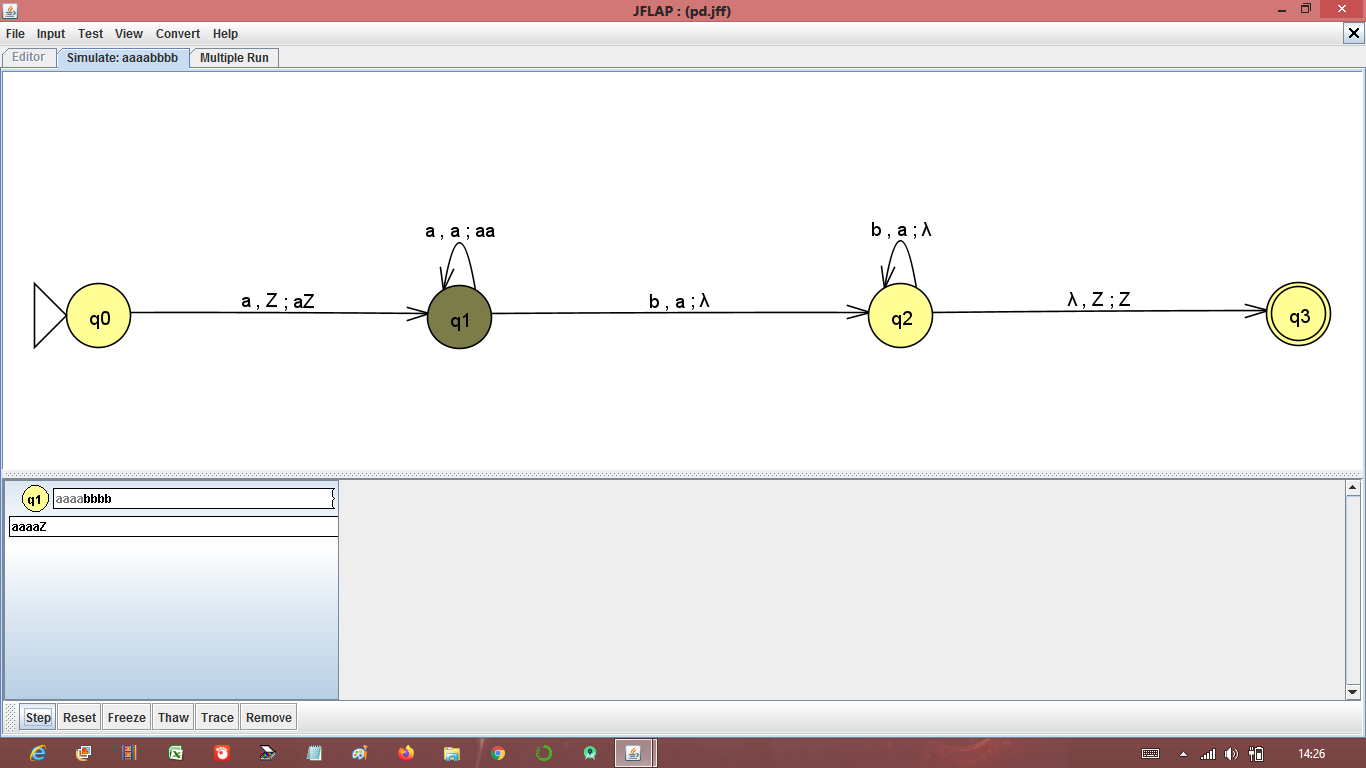 JFLAP : (pd.jff)
File Input Test View Convert Help
Editor Simulate: aaaabbbb Multiple Run
a , a ; aa
b , a ; λ
a , Z ; aZ
b , a ; λ
λ , Z ; Z
q0
q1
q2
q3
q1 aaaabbbb
aaaaZ
Step Reset Freeze Thaw Trace Remove
14:26